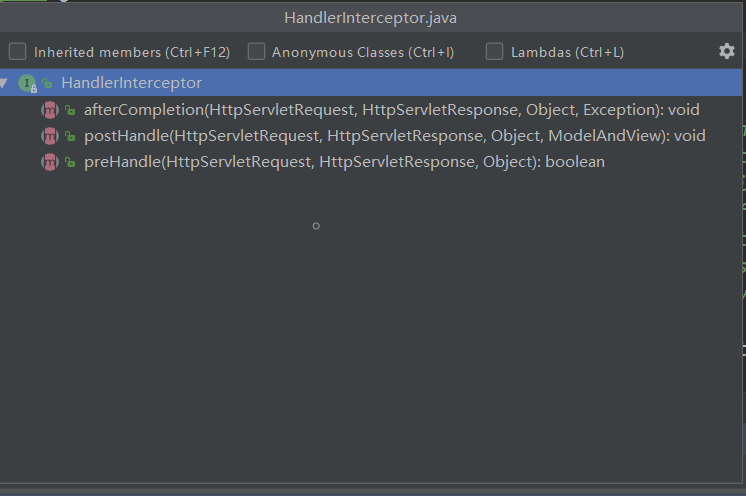 HandlerInterceptor.java
Inherited members (Ctrl+F12) Anonymous Classes (Ctrl+I) Lambdas (Ctrl+L)
HandlerInterceptor
afterCompletion(HttpServletRequest, HttpServletResponse, Object, Exception): void
postHandle(HttpServletRequest, HttpServletResponse, Object, ModelAndView): void
preHandle(HttpServletRequest, HttpServletResponse, Object): boolean